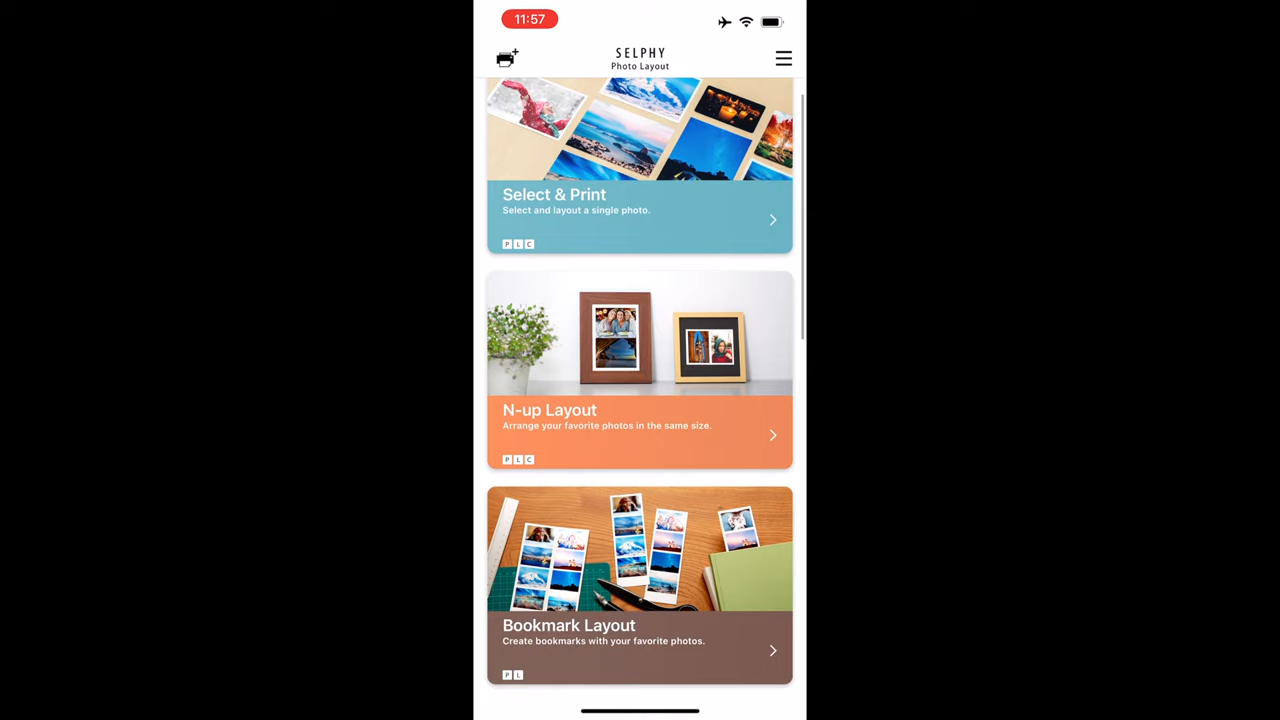 11:57
SELPHY
Photo Layout
Select & Print
Select and layout a single photo.
P L C
N-up Layout
Arrange your favorite photos in the same size.
P L C
Bookmark Layout
Create bookmarks with your favorite photos.
P L